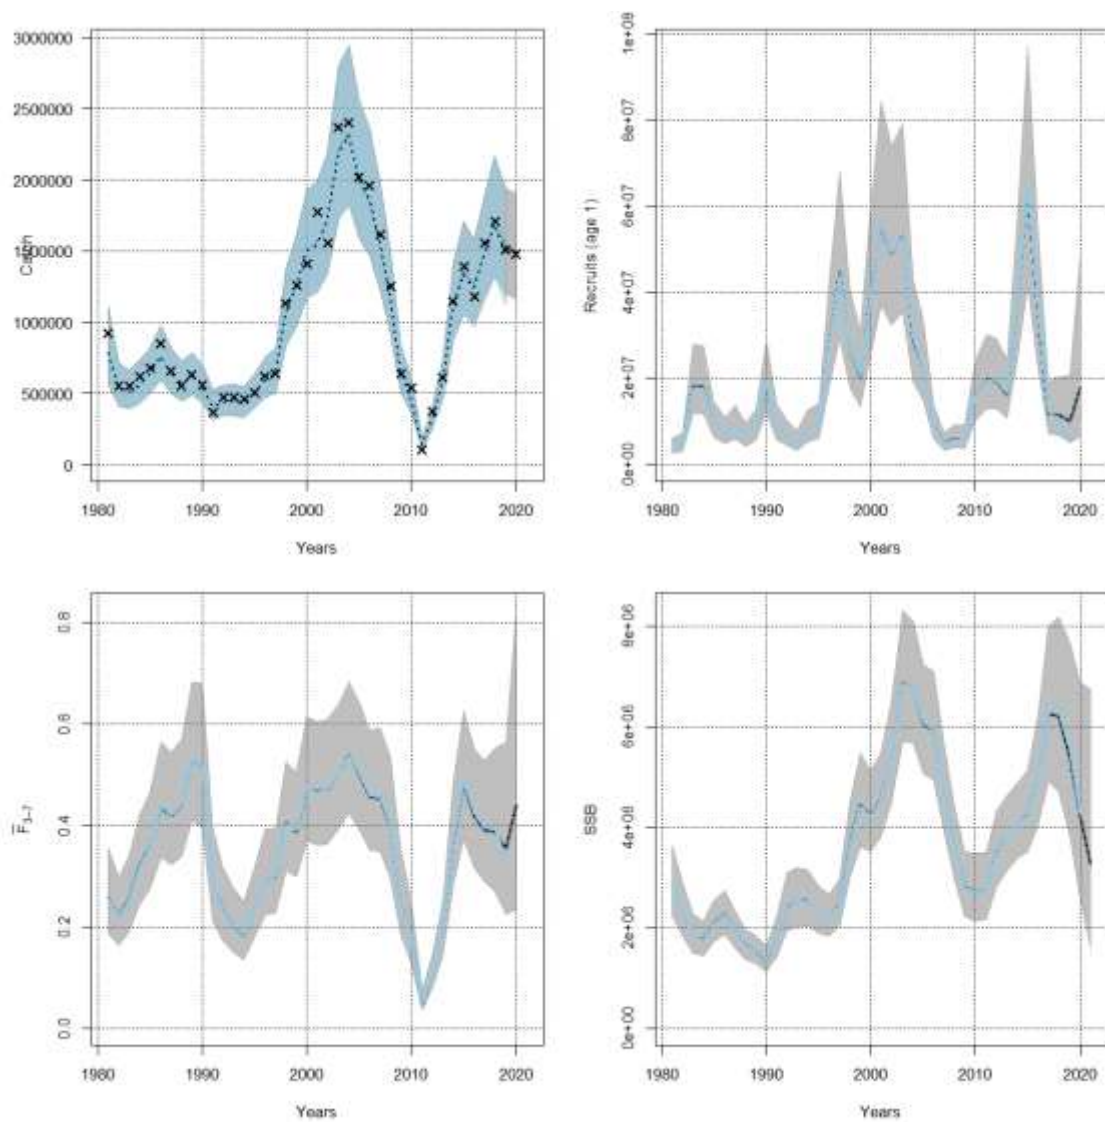 3000000
2500000
2000000
1500000
1000000
500000
0
Catch
1980 1990 2000 2010 2020
Years
1e+08
8e+07
6e+07
4e+07
2e+07
0e+00
Recruits (age 1)
1980 1990 2000 2010 2020
Years
0.8
0.6
0.4
0.2
0.0
F̅3-7
1980 1990 2000 2010 2020
Years
8e+06
6e+06
4e+06
2e+06
0e+00
SSB
1980 1990 2000 2010 2020
Years